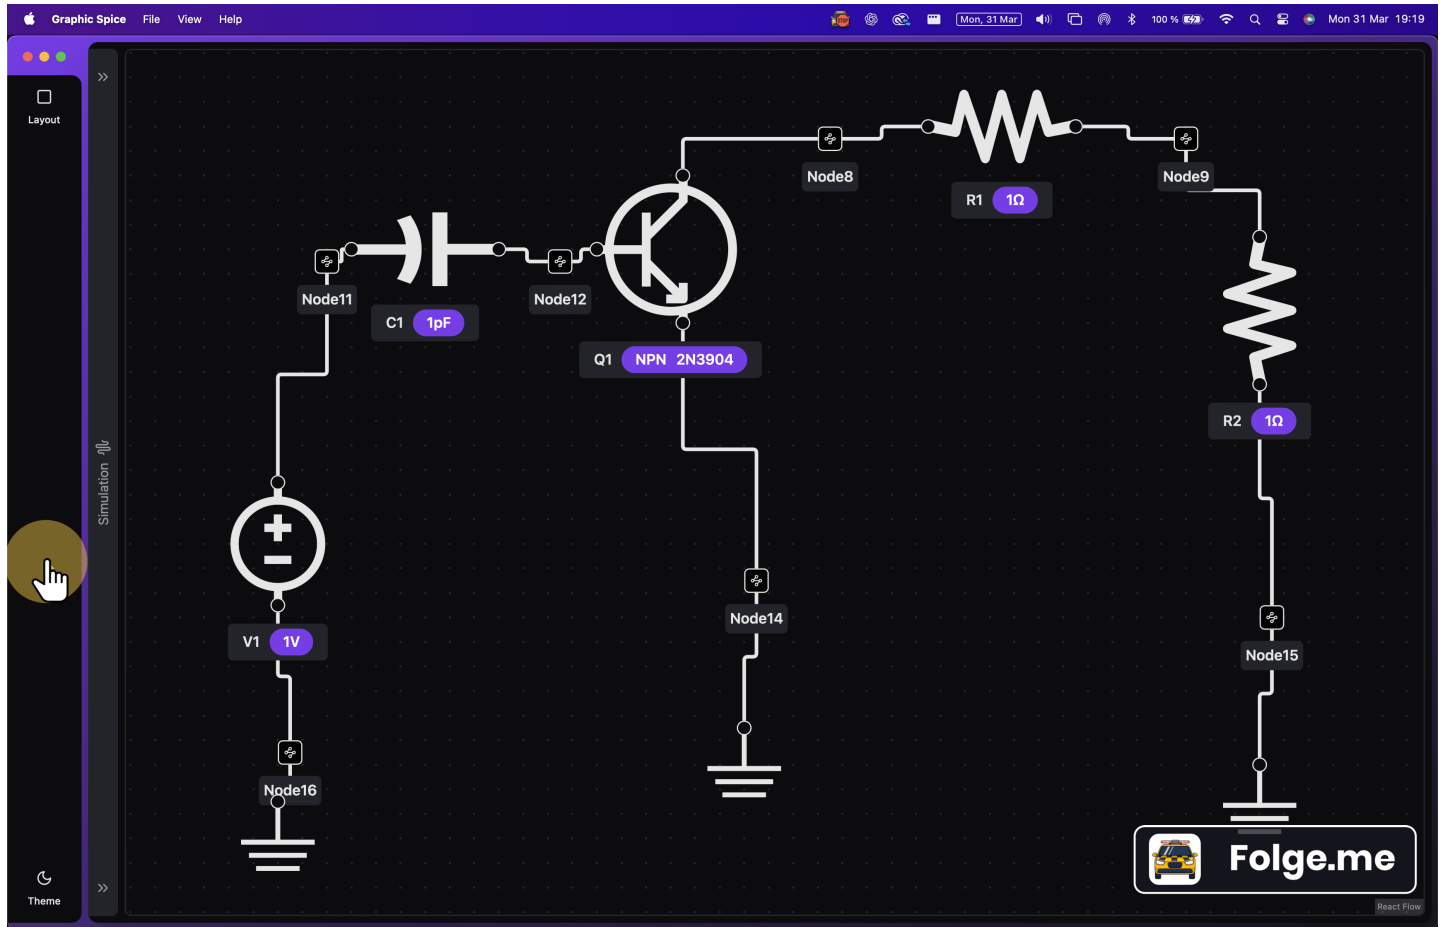 Graphic Spice File View Help
Mon, 31 Mar
100 %
Mon 31 Mar 19:19
Layout
Node8
Node9
R1 1Ω
Node11
Node12
C1 1pF
Q1 NPN 2N3904
R2 1Ω
Simulation
Node14
V1 1V
Node15
Node16
Folge.me
Theme
React Flow